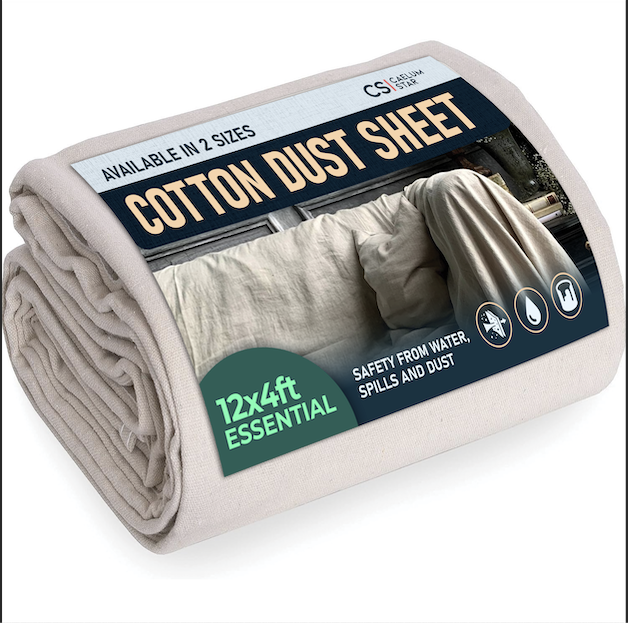 CS CAELUM
STAR
AVAILABLE IN 2 SIZES
COTTON DUST SHEET
SAFETY FROM WATER,
SPILLS AND DUST
12x4ft
ESSENTIAL